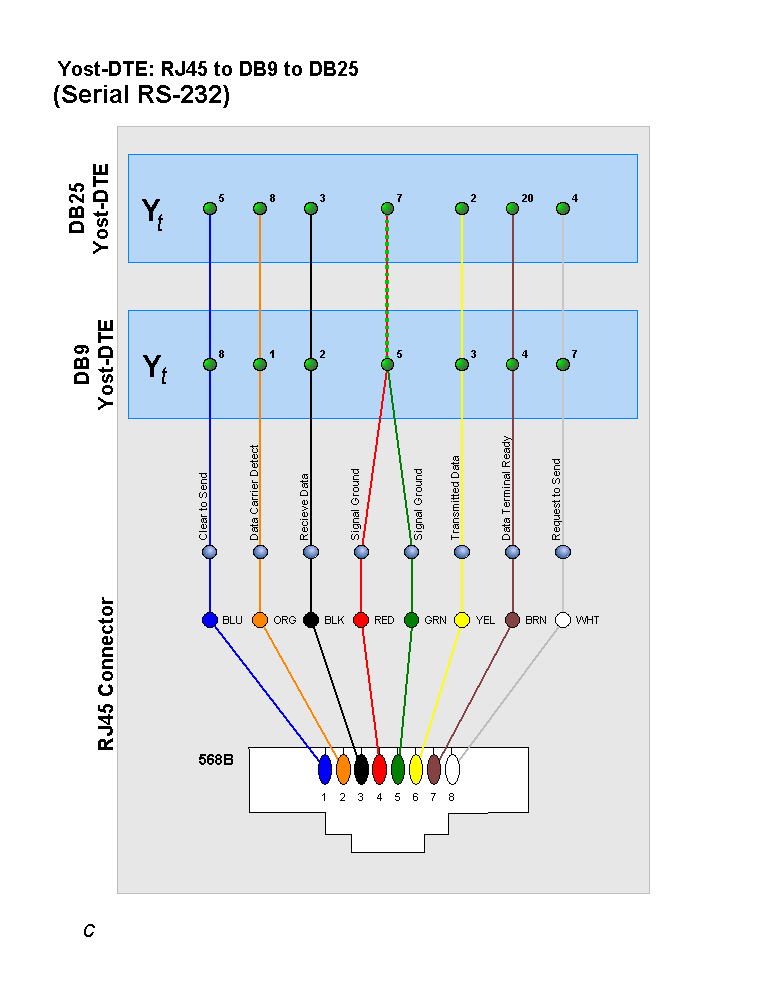 Yost-DTE: RJ45 to DB9 to DB25
(Serial RS-232)
DB25
Yost-DTE
Yt
5 8 3 7 2 20 4
DB9
Yost-DTE
Yt
8 1 2 5 3 4 7
Clear to Send
Data Carrier Detect
Recieve Data
Signal Ground
Signal Ground
Transmitted Data
Data Terminal Ready
Request to Send
RJ45 Connector
BLU ORG BLK RED GRN YEL BRN WHT
568B
1 2 3 4 5 6 7 8
C